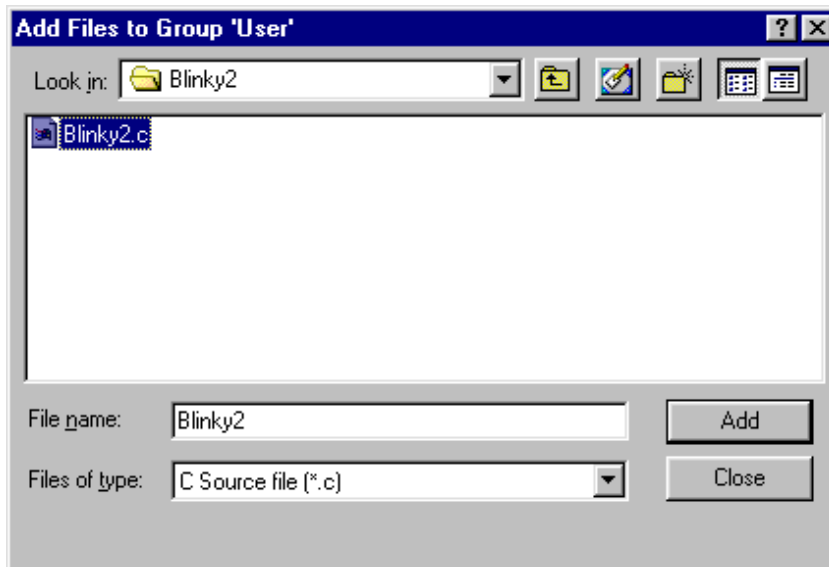 Add Files to Group 'User'
Look in: Blinky2
Blinky2.c
File name: Blinky2 Add
Files of type: C Source file (*.c) Close